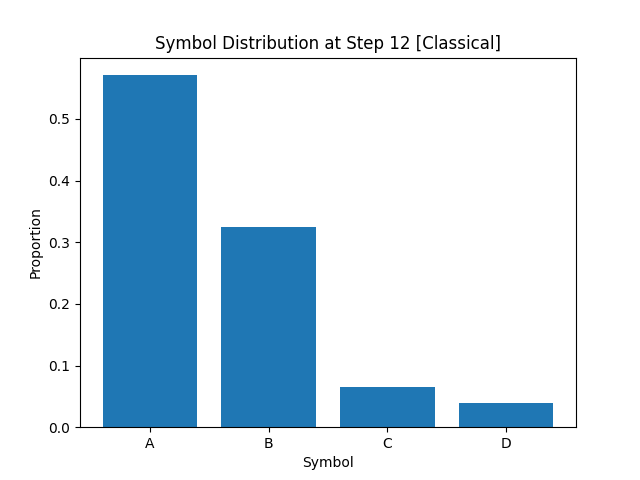 Symbol Distribution at Step 12 [Classical]
Proportion
0.5
0.4
0.3
0.2
0.1
0.0
A B C D
Symbol